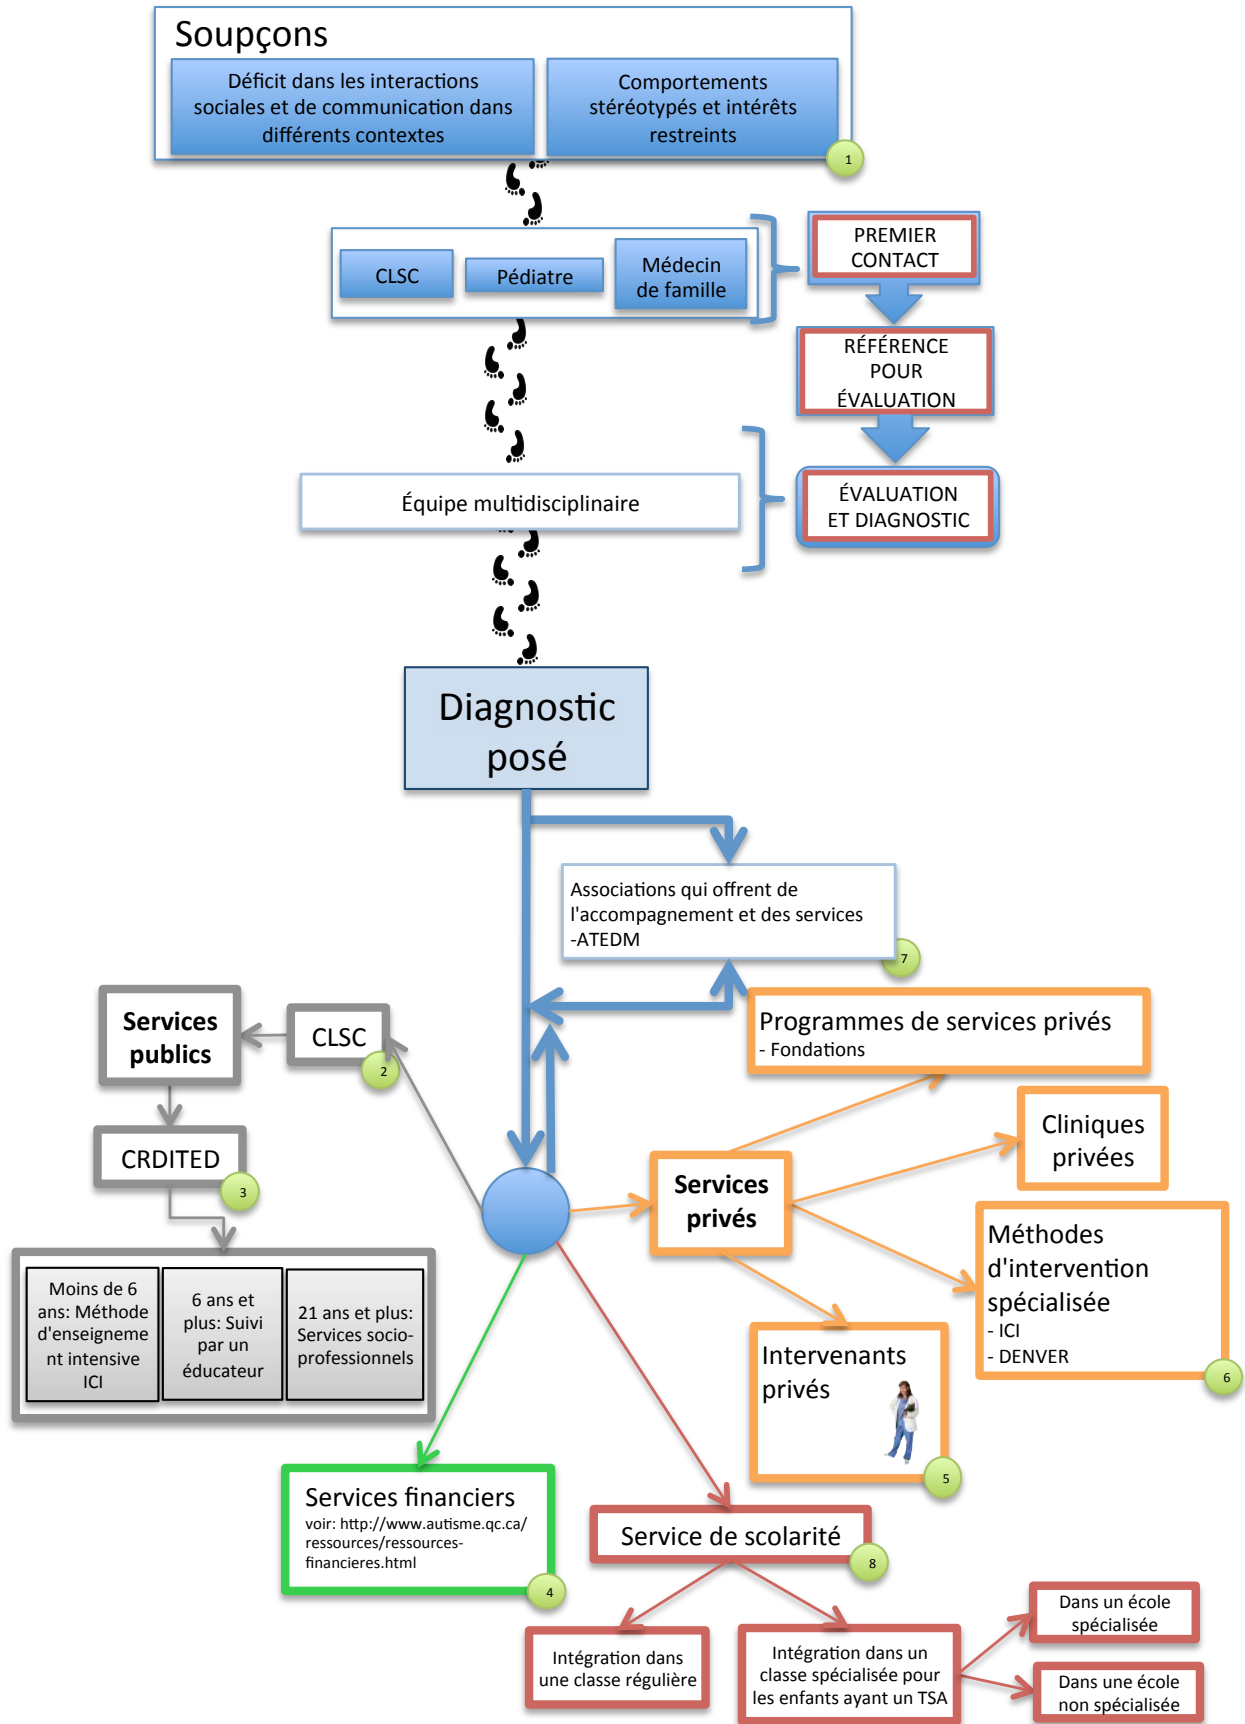 Soupçons
Déficit dans les interactions
sociales et de communication dans
différents contextes
Comportements
stéréotypés et intérêts
restreints
1
CLSC
Pédiatre
Médecin
de famille
PREMIER
CONTACT
RÉFÉRENCE
POUR
ÉVALUATION
Équipe multidisciplinaire
ÉVALUATION
ET DIAGNOSTIC
Diagnostic
posé
Associations qui offrent de
l'accompagnement et des services
-ATEDM
7
Services
publics
CLSC
2
CRDITED
3
Moins de 6
ans: Méthode
d'enseigneme
nt intensive
ICI
6 ans et
plus: Suivi
par un
éducateur
21 ans et plus:
Services socio-
professionnels
Programmes de services privés
- Fondations
Services
privés
Cliniques
privées
Méthodes
d'intervention
spécialisée
- ICI
- DENVER
6
Intervenants
privés
5
Services financiers
voir: http://www.autisme.qc.ca/
ressources/ressources-
financieres.html
4
Service de scolarité
8
Intégration dans
une classe régulière
Intégration dans un
classe spécialisée pour
les enfants ayant un TSA
Dans un école
spécialisée
Dans une école
non spécialisée